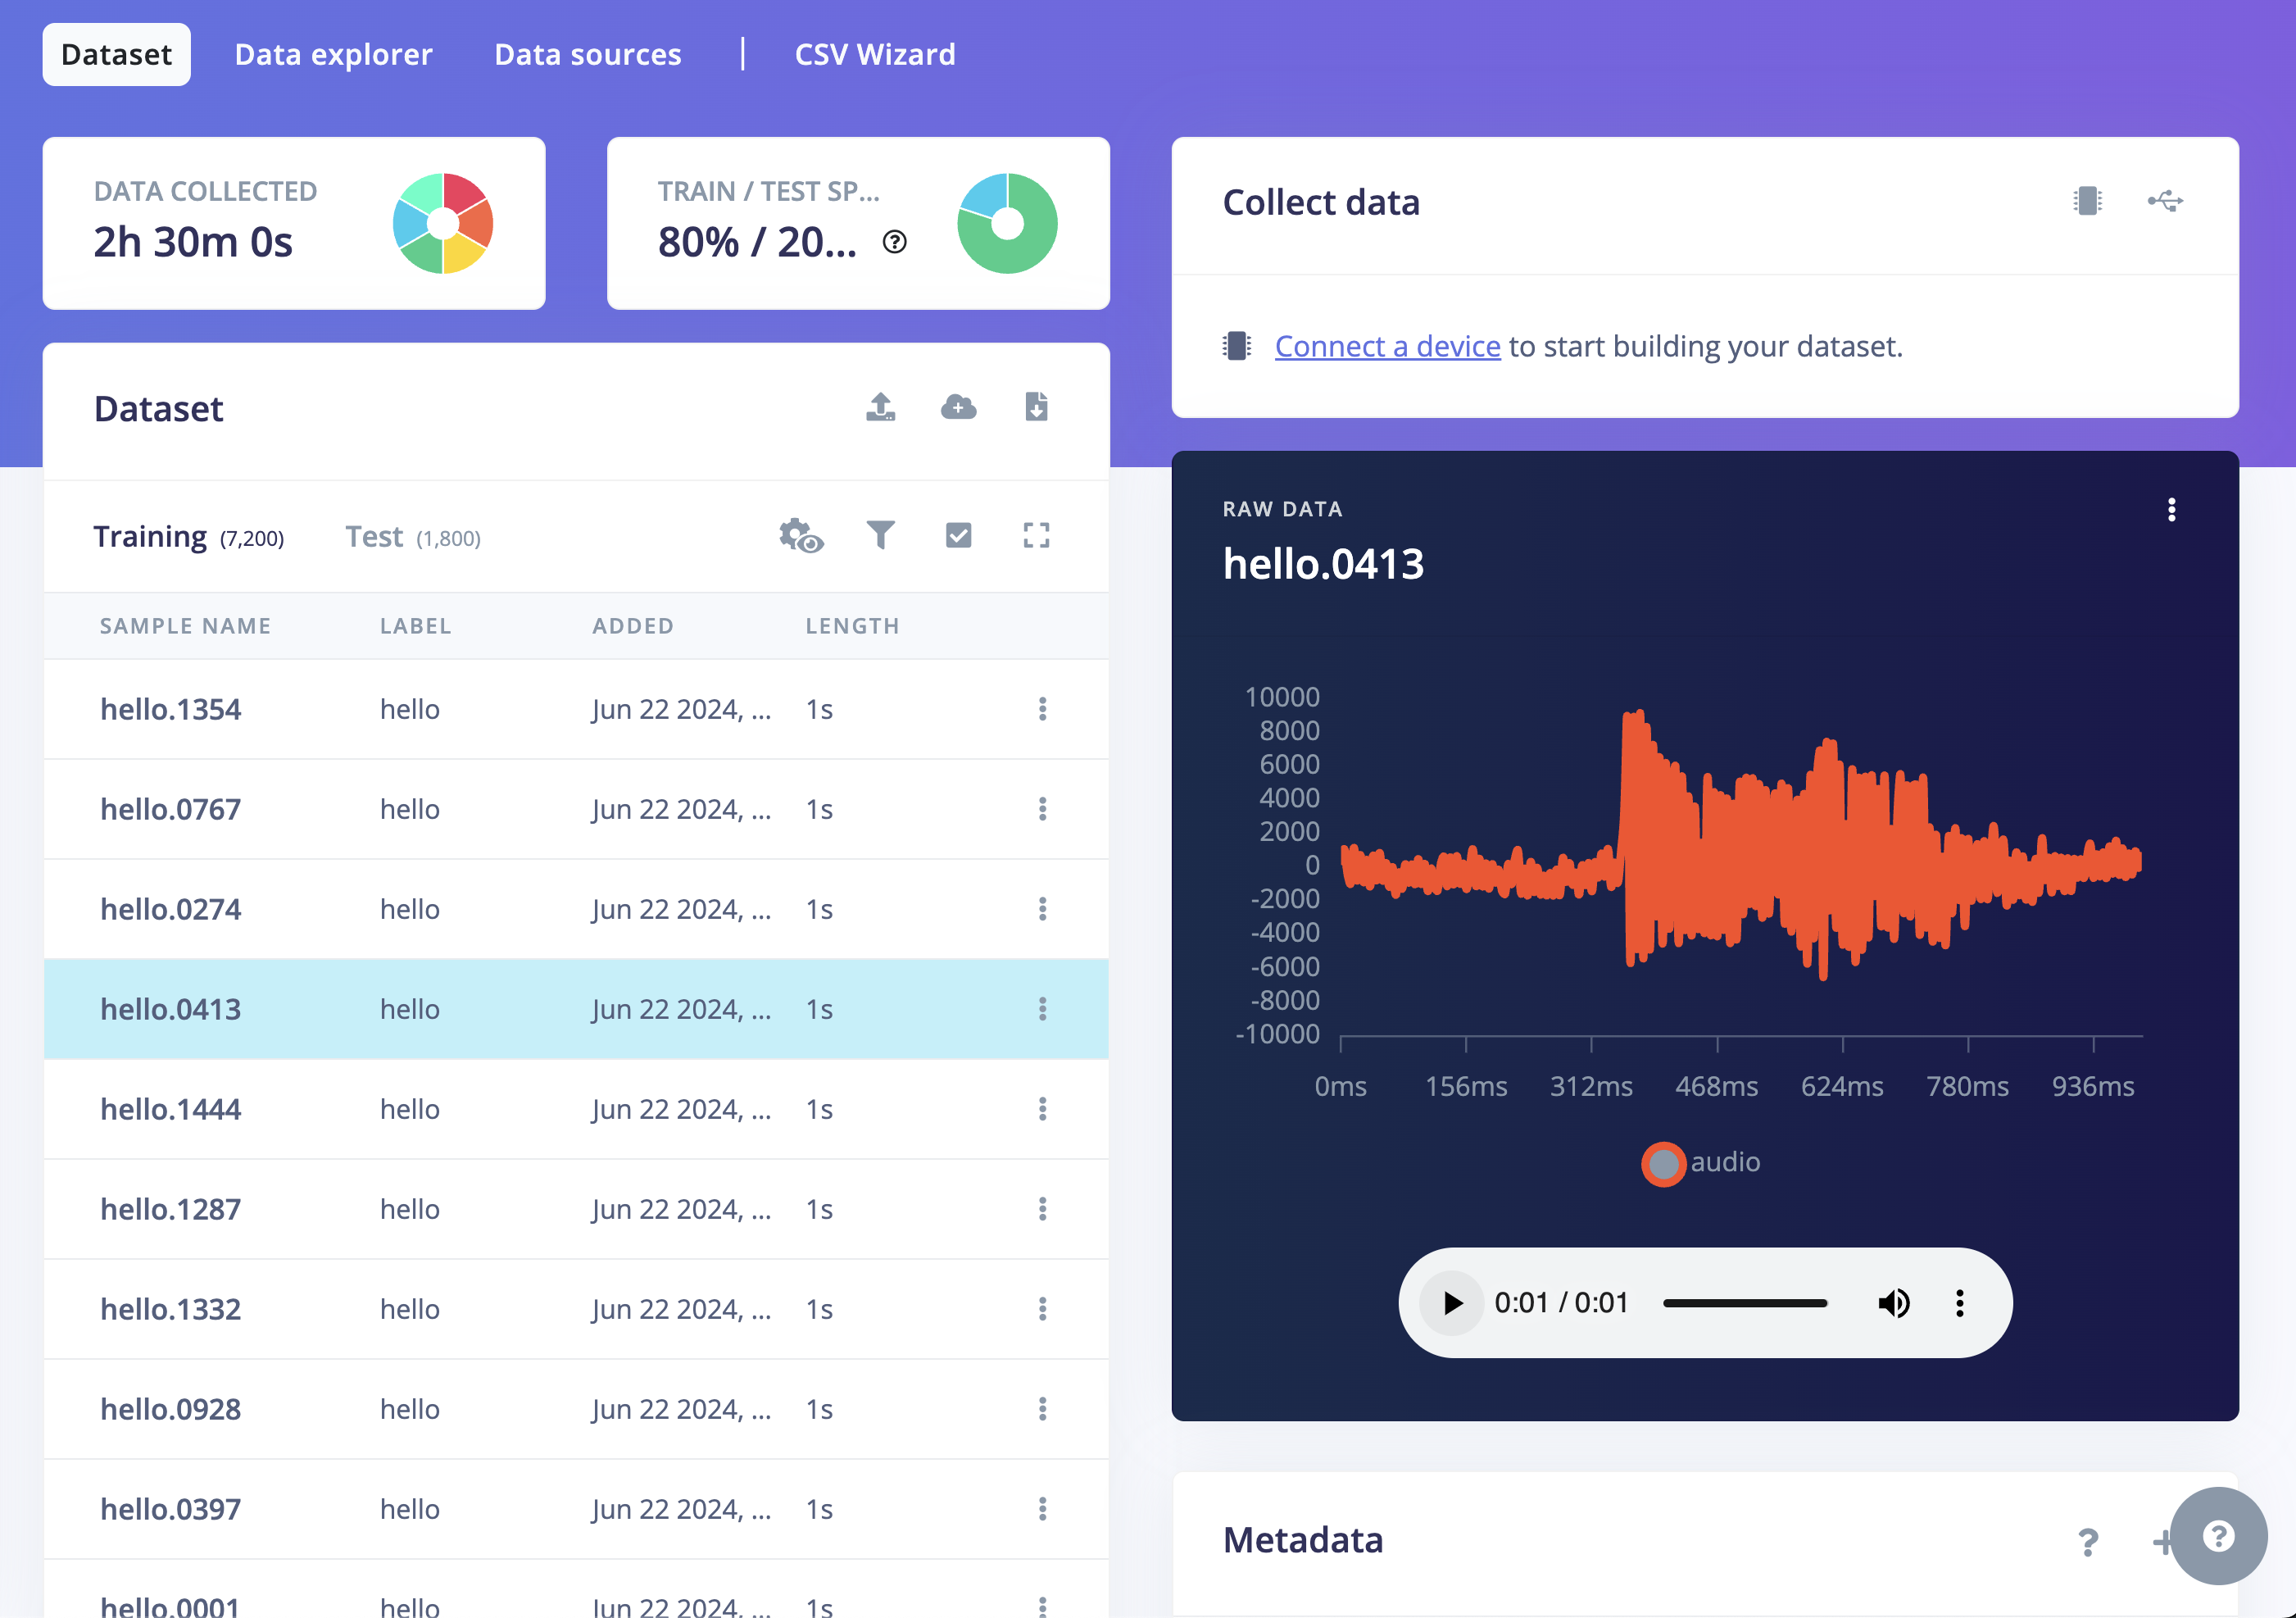 Dataset Data explorer Data sources | CSV Wizard
DATA COLLECTED
2h 30m 0s
TRAIN / TEST SP...
80% / 20...
Collect data
Connect a device to start building your dataset.
Dataset
Training (7,200) Test (1,800)
SAMPLE NAME LABEL ADDED LENGTH
hello.1354 hello Jun 22 2024, ... 1s
hello.0767 hello Jun 22 2024, ... 1s
hello.0274 hello Jun 22 2024, ... 1s
hello.0413 hello Jun 22 2024, ... 1s
hello.1444 hello Jun 22 2024, ... 1s
hello.1287 hello Jun 22 2024, ... 1s
hello.1332 hello Jun 22 2024, ... 1s
hello.0928 hello Jun 22 2024, ... 1s
hello.0397 hello Jun 22 2024, ... 1s
hello.0001 hello Jun 22 2024, ... 1s
RAW DATA
hello.0413
10000
8000
6000
4000
2000
0
-2000
-4000
-6000
-8000
-10000
0ms 156ms 312ms 468ms 624ms 780ms 936ms
audio
0:01 / 0:01
Metadata